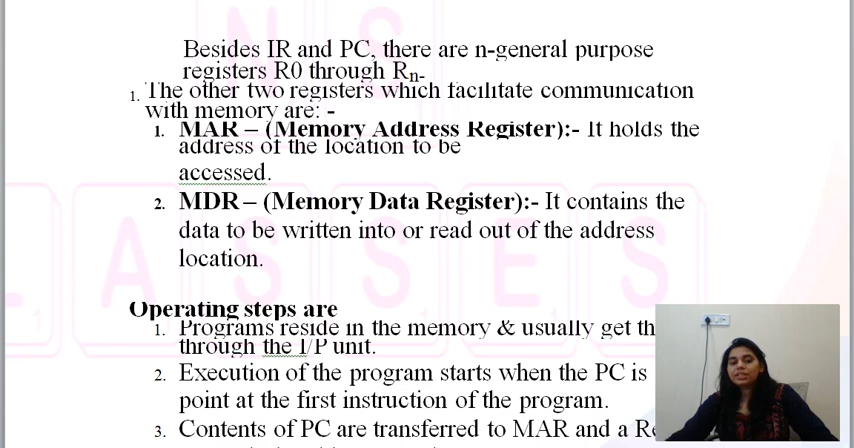 Besides IR and PC, there are n-general purpose
registers R0 through Rn-
1. The other two registers which facilitate communication
with memory are: -
1. MAR – (Memory Address Register):- It holds the
address of the location to be
accessed.
2. MDR – (Memory Data Register):- It contains the
data to be written into or read out of the address
location.
Operating steps are
1. Programs reside in the memory & usually get th
through the I/P unit.
2. Execution of the program starts when the PC is
point at the first instruction of the program.
3. Contents of PC are transferred to MAR and a Re
N S
A S S E S